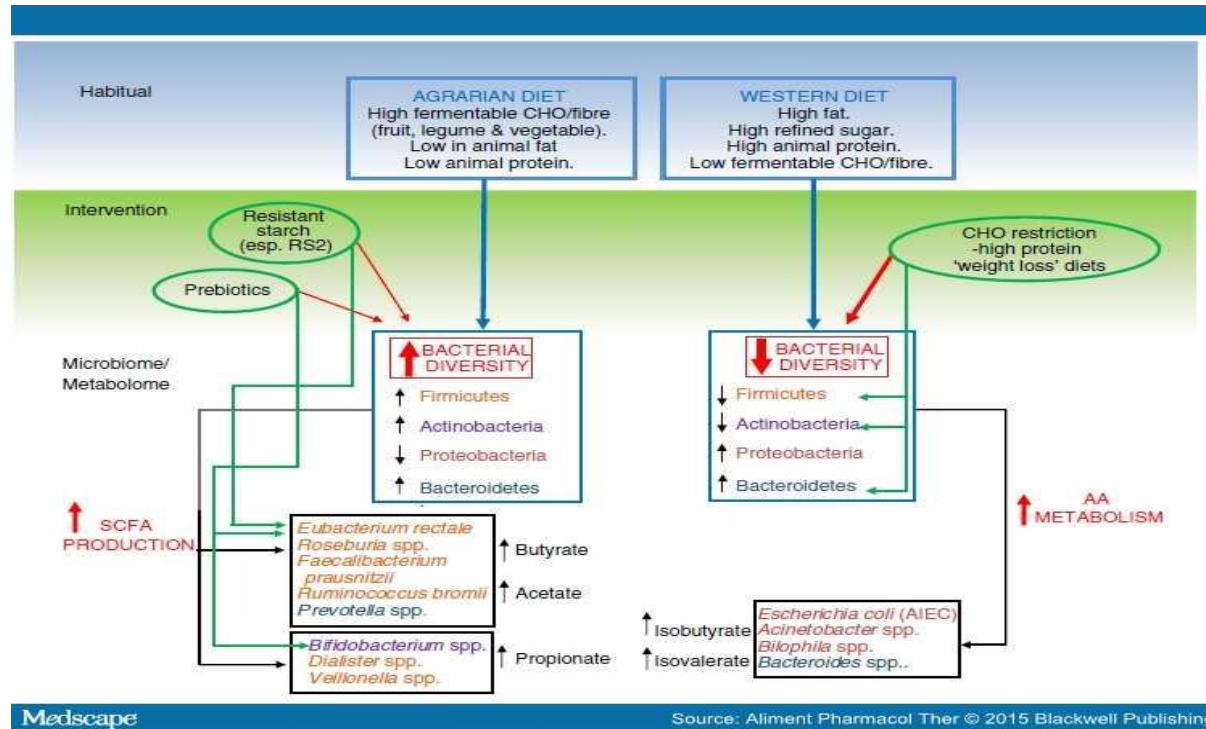 Habitual
AGRARIAN DIET
High fermentable CHO/fibre
(fruit, legume & vegetable).
Low in animal fat
Low animal protein.
WESTERN DIET
High fat.
High refined sugar.
High animal protein.
Low fermentable CHO/fibre.
Intervention
Resistant
starch
(esp. RS2)
Prebiotics
CHO restriction
-high protein
'weight loss' diets
Microbiome/
Metabolome
↑ BACTERIAL
DIVERSITY
↑ Firmicutes
↑ Actinobacteria
↓ Proteobacteria
↑ Bacteroidetes
↓ BACTERIAL
DIVERSITY
↓ Firmicutes
↓ Actinobacteria
↑ Proteobacteria
↑ Bacteroidetes
↑ SCFA
PRODUCTION
Eubacterium rectale
Roseburia spp.
Faecalibacterium
prausnitzii
Ruminococcus bromii
Prevotella spp.
↑ Butyrate
↑ Acetate
Bifidobacterium spp.
Dialister spp.
Veillonella spp.
↑ Propionate
↑ AA
METABOLISM
↑ Isobutyrate
↑ Isovalerate
Escherichia coli (AIEC)
Acinetobacter spp.
Bilophila spp.
Bacteroides spp..
Medscape
Source: Aliment Pharmacol Ther © 2015 Blackwell Publishing